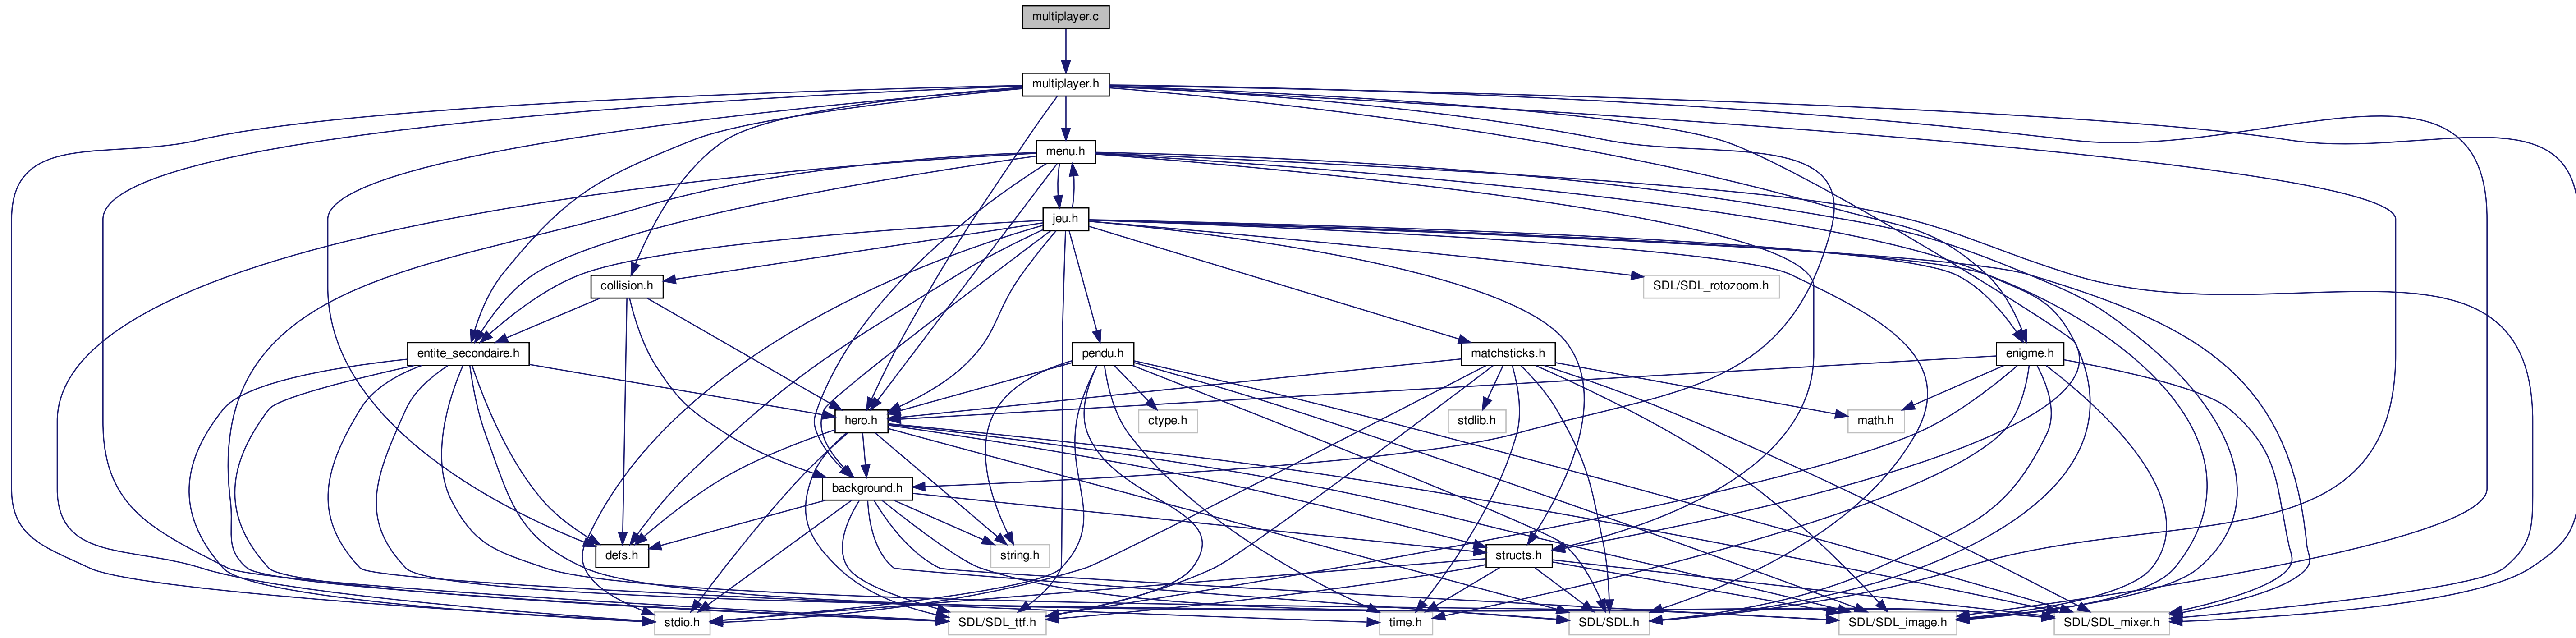 multiplayer.c
multiplayer.h
menu.h
jeu.h
collision.h
SDL/SDL_rotozoom.h
entite_secondaire.h
pendu.h
matchsticks.h
enigme.h
hero.h
ctype.h
stdlib.h
math.h
background.h
defs.h
string.h
structs.h
stdio.h
SDL/SDL_ttf.h
time.h
SDL/SDL.h
SDL/SDL_image.h
SDL/SDL_mixer.h